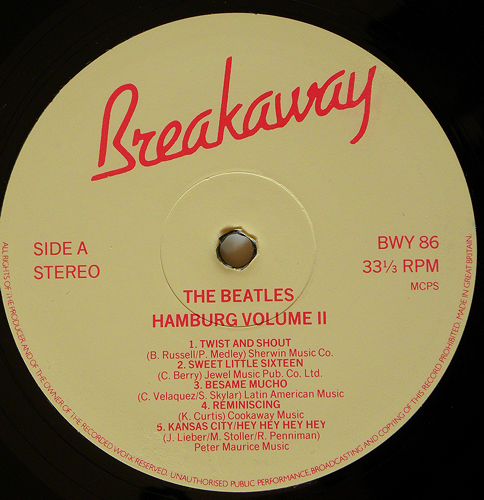 Breakaway
SIDE A
STEREO
BWY 86
33⅓ RPM
MCPS
THE BEATLES
HAMBURG VOLUME II
1. TWIST AND SHOUT
(B. Russell/P. Medley) Sherwin Music Co.
2. SWEET LITTLE SIXTEEN
(C. Berry) Jewel Music Pub. Co. Ltd.
3. BESAME MUCHO
(C. Velaquez/S. Skylar) Latin American Music
4. REMINISCING
(K. Curtis) Cookaway Music
5. KANSAS CITY/HEY HEY HEY HEY
(J. Lieber/M. Stoller/R. Penniman)
Peter Maurice Music
ALL RIGHTS OF THE PRODUCER AND OF THE OWNER OF THE RECORDED WORK RESERVED. UNAUTHORISED PUBLIC PERFORMANCE, BROADCASTING AND COPYING OF THIS RECORD PROHIBITED. MADE IN GREAT BRITAIN.